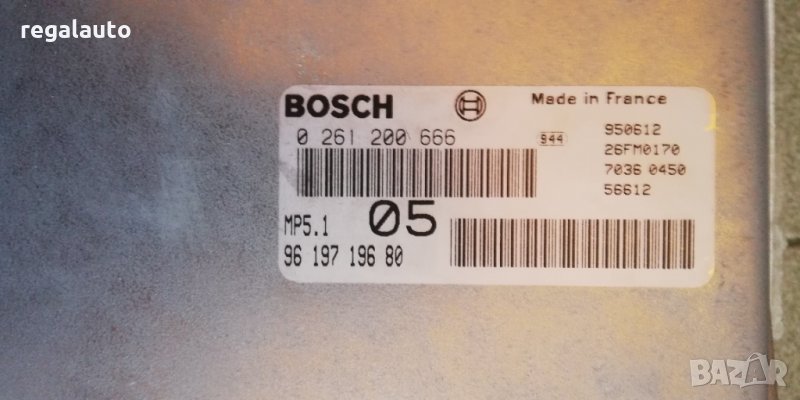 regalauto
BOSCH
Made in France
0 261 200 666
S44
950612
26FM0170
7036 0450
56612
MP5.1
05
96 197 196 80
BAZAR